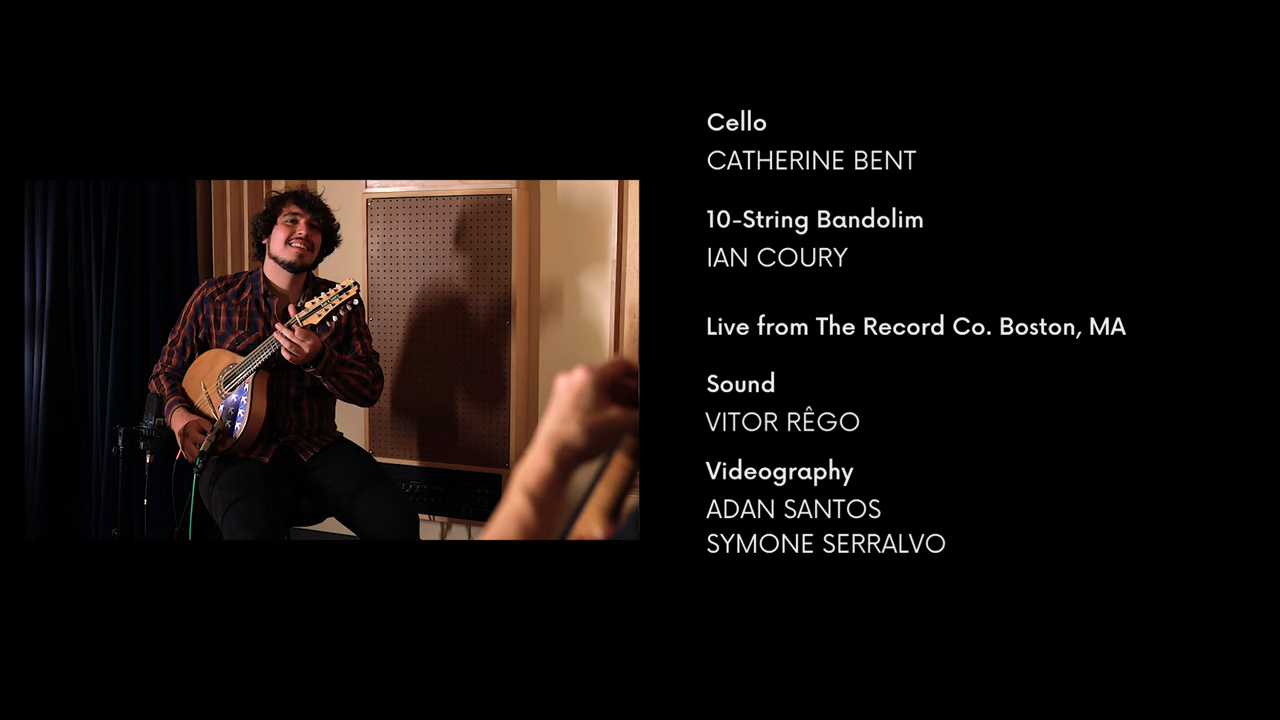 Cello
CATHERINE BENT
10-String Bandolim
IAN COURY
Live from The Record Co. Boston, MA
Sound
VITOR RÊGO
Videography
ADAN SANTOS
SYMONE SERRALVO